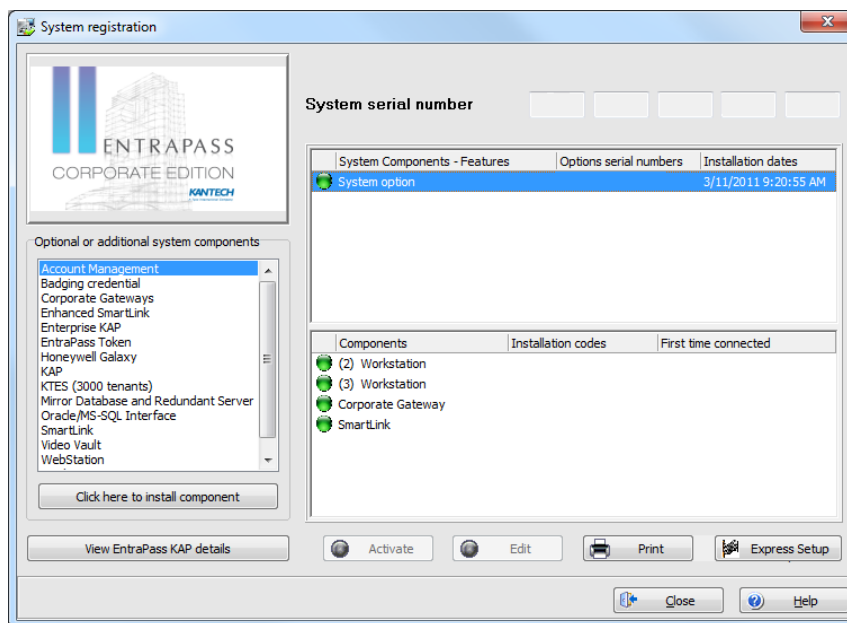 System registration
ENTRAPASS
CORPORATE EDITION
KANTECH
System serial number
System Components - Features Options serial numbers Installation dates
System option 3/11/2011 9:20:55 AM
Optional or additional system components
Account Management
Badging credential
Corporate Gateways
Enhanced SmartLink
Enterprise KAP
EntraPass Token
Honeywell Galaxy
KAP
KTES (3000 tenants)
Mirror Database and Redundant Server
Oracle/MS-SQL Interface
SmartLink
Video Vault
WebStation
Click here to install component
View EntraPass KAP details
Components Installation codes First time connected
(2) Workstation
(3) Workstation
Corporate Gateway
SmartLink
Activate Edit Print Express Setup
Close Help